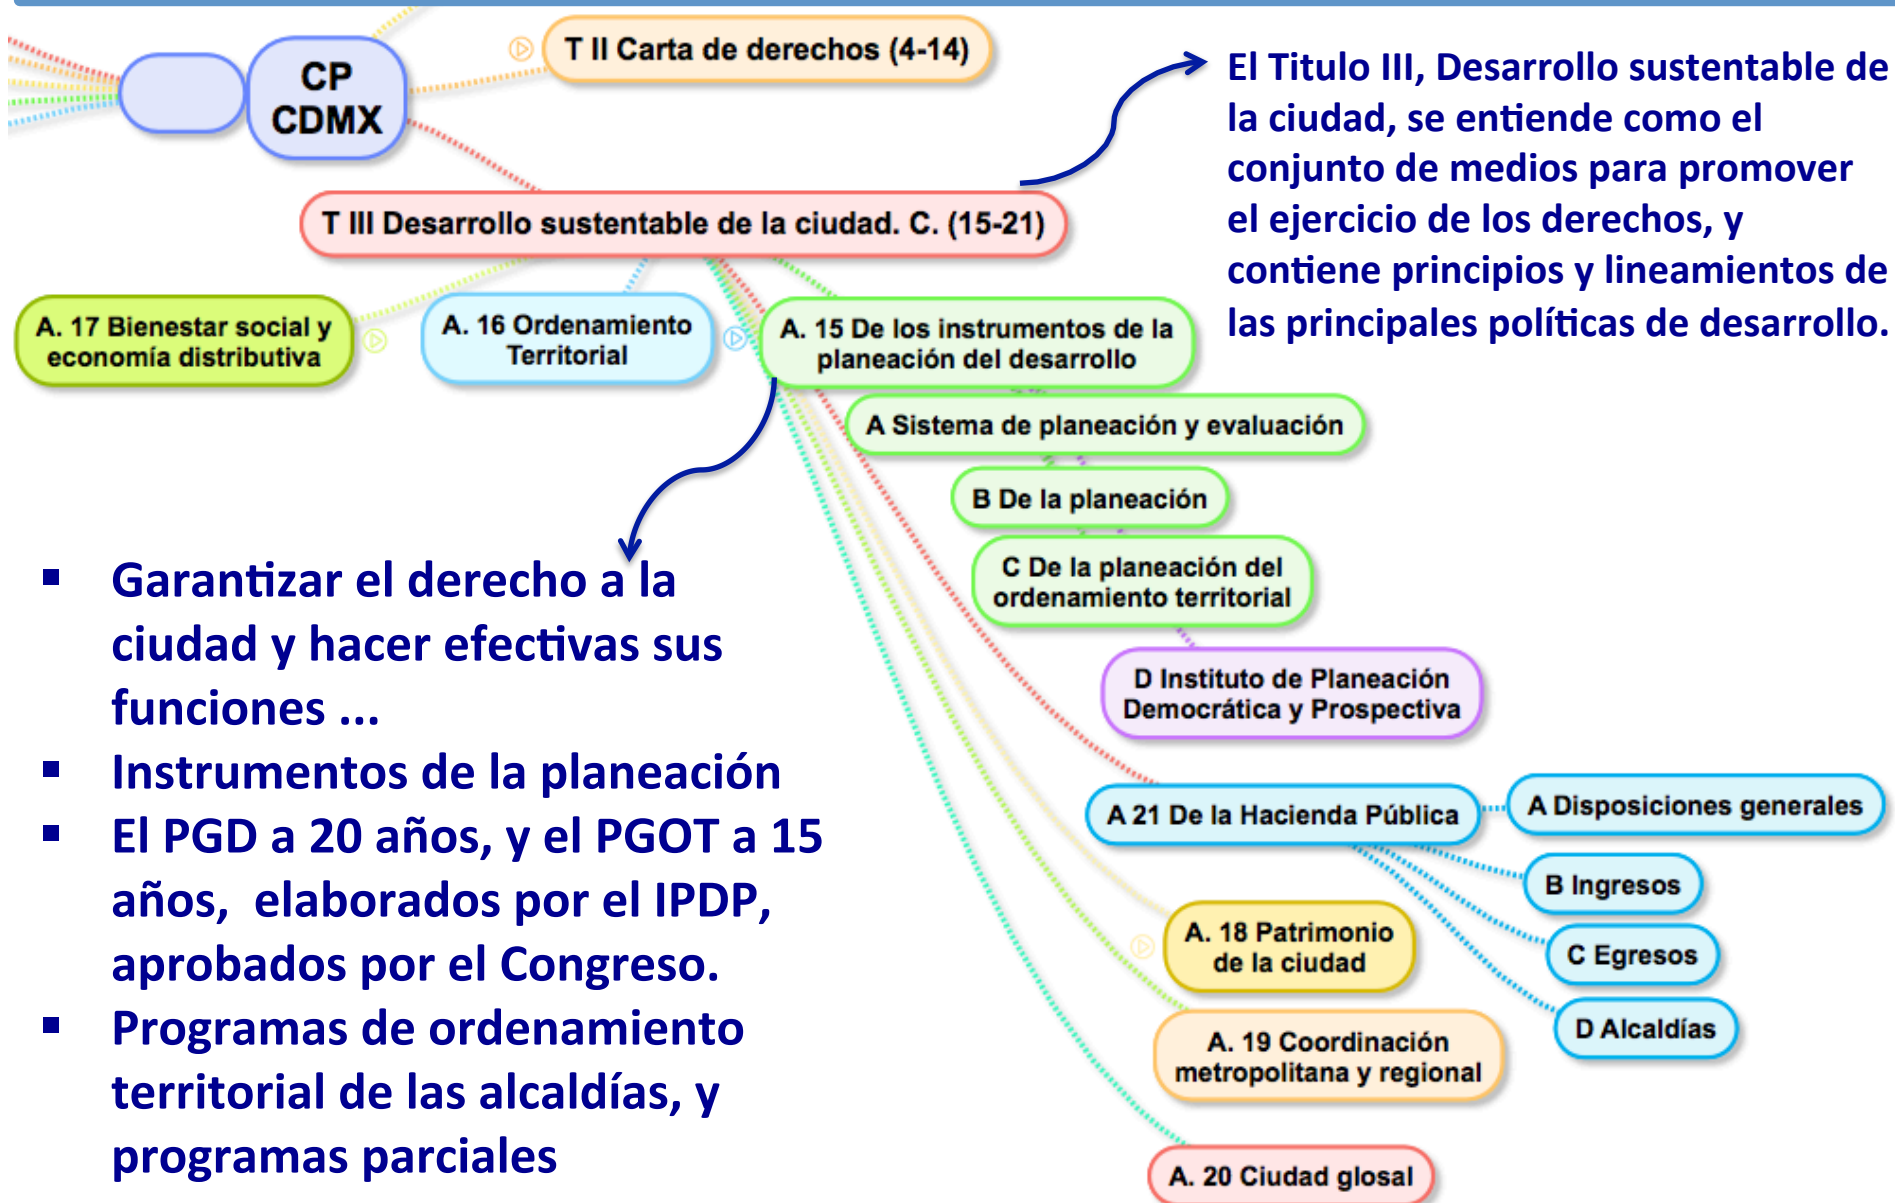 CP
CDMX
T II Carta de derechos (4-14)
El Titulo III, Desarrollo sustentable de
la ciudad, se entiende como el
conjunto de medios para promover
el ejercicio de los derechos, y
contiene principios y lineamientos de
las principales políticas de desarrollo.
T III Desarrollo sustentable de la ciudad. C. (15-21)
A. 17 Bienestar social y
economía distributiva
A. 16 Ordenamiento
Territorial
A. 15 De los instrumentos de la
planeación del desarrollo
A Sistema de planeación y evaluación
B De la planeación
C De la planeación del
ordenamiento territorial
D Instituto de Planeación
Democrática y Prospectiva
A 21 De la Hacienda Pública
A Disposiciones generales
B Ingresos
C Egresos
D Alcaldías
A. 18 Patrimonio
de la ciudad
A. 19 Coordinación
metropolitana y regional
A. 20 Ciudad glosal
▪ Garantizar el derecho a la
ciudad y hacer efectivas sus
funciones ...
▪ Instrumentos de la planeación
▪ El PGD a 20 años, y el PGOT a 15
años, elaborados por el IPDP,
aprobados por el Congreso.
▪ Programas de ordenamiento
territorial de las alcaldías, y
programas parciales